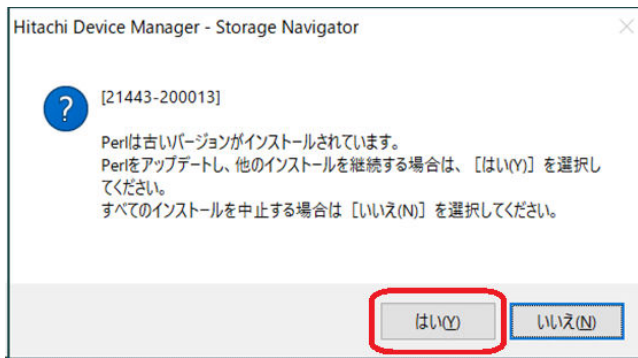 Hitachi Device Manager - Storage Navigator
[21443-200013]
Perlは古いバージョンがインストールされています。
Perlをアップデートし、他のインストールを継続する場合は、［はい(Y)］を選択し
てください。
すべてのインストールを中止する場合は［いいえ(N)］を選択してください。
はい(Y)
いいえ(N)